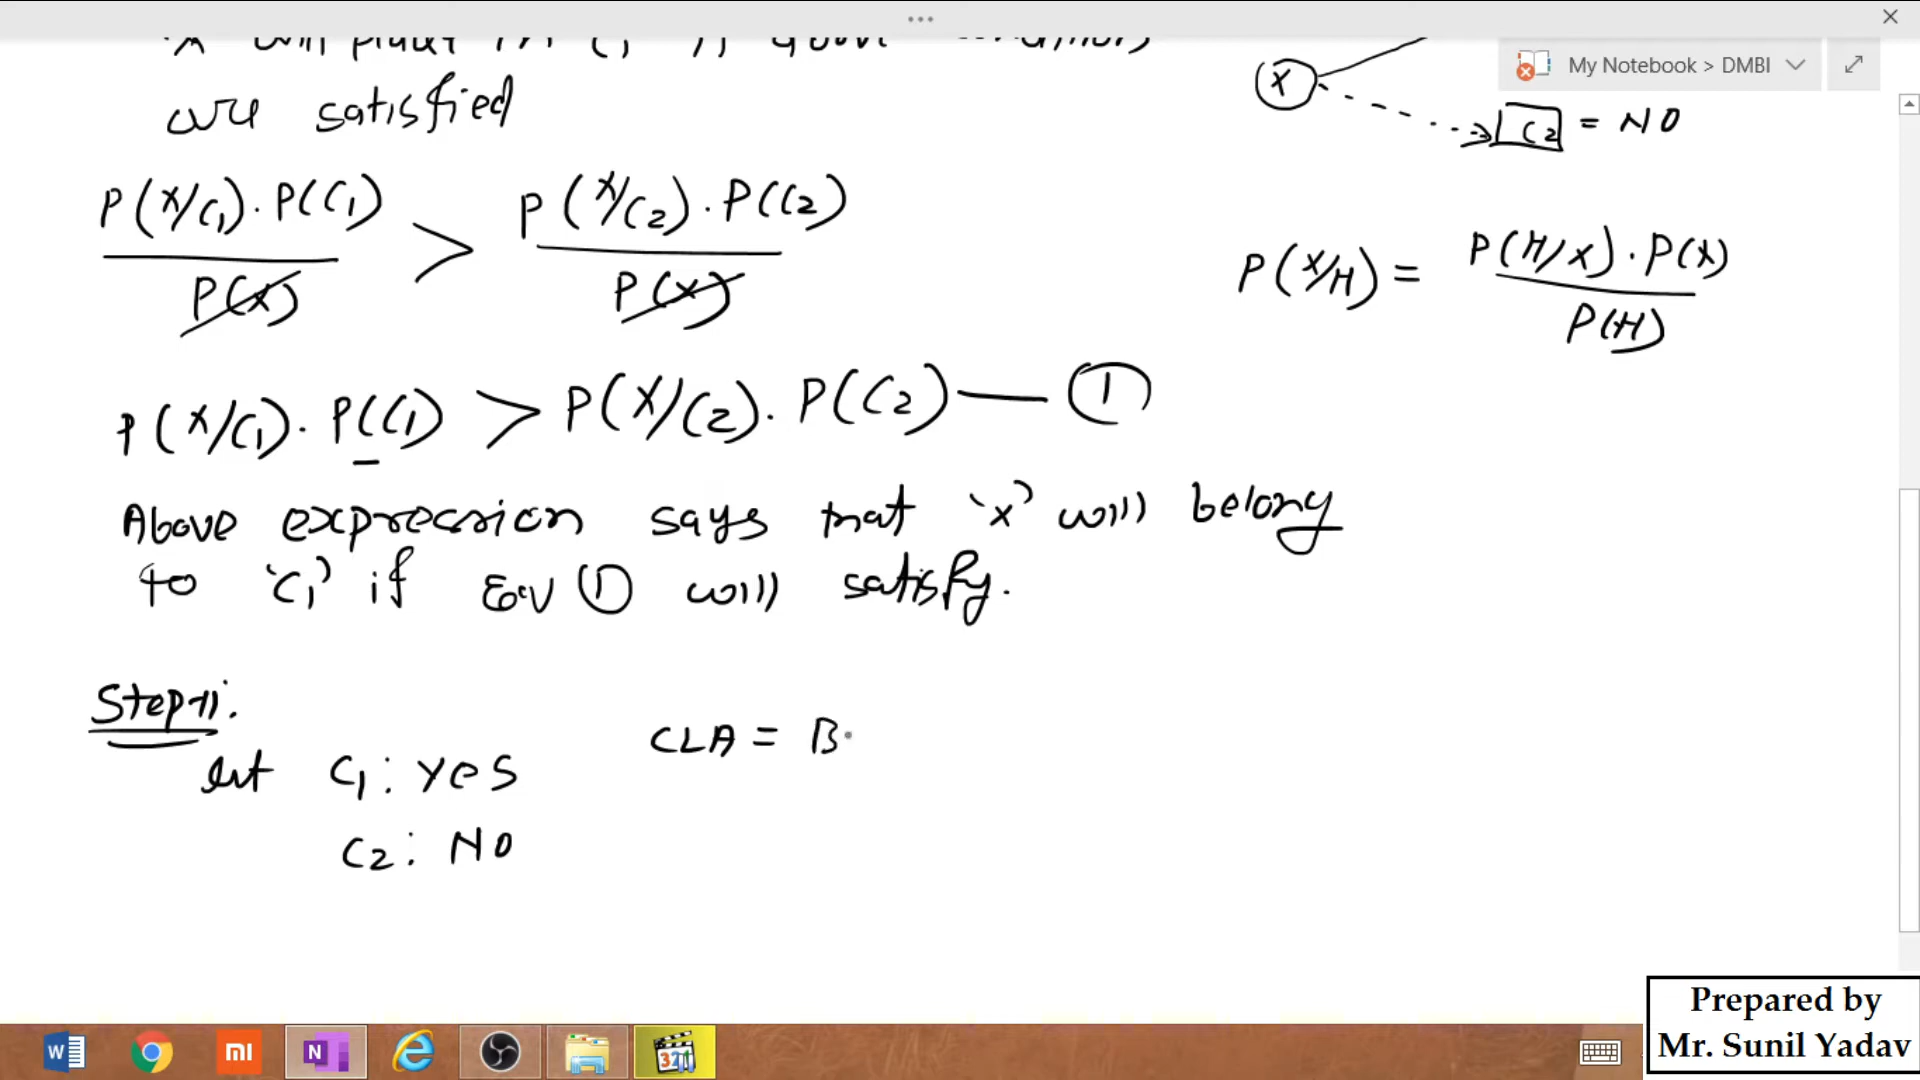 are satisfied
= NO
X
C2
My Notebook > DMBI
P(X/C1) · P(C1)
P(X)
>
P(X/C2) · P(C2)
P(X)
P(X/H) = P(H/X) · P(X)
P(H)
P(X/C1) · P(C1) > P(X/C2) · P(C2) — 1
Above expression says that 'x' will belong
to 'C1' if 1 will satisfy.
Step-II:
let C1: Yes
C2: NO
CLA = B
Prepared by
Mr. Sunil Yadav
W
mi
N
321